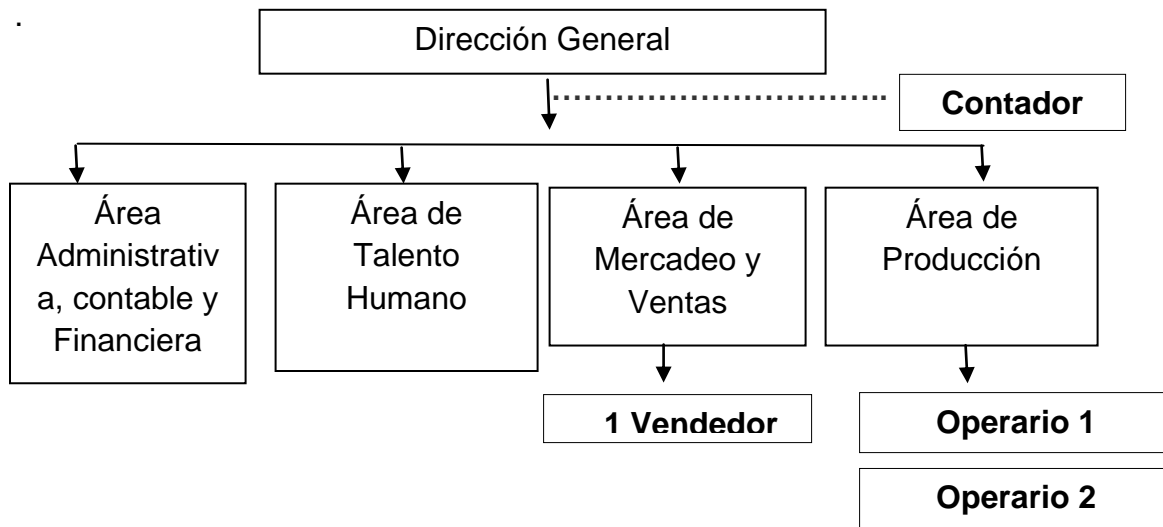 .
Dirección General
Contador
Área
Administrativ
a, contable y
Financiera
Área de
Talento
Humano
Área de
Mercadeo y
Ventas
Área de
Producción
1 Vendedor
Operario 1
Operario 2